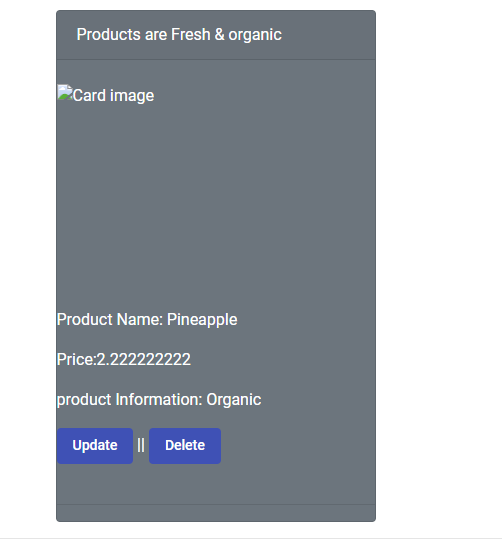 Products are Fresh & organic
Card image
Product Name: Pineapple
Price:2.222222222
product Information: Organic
Update || Delete